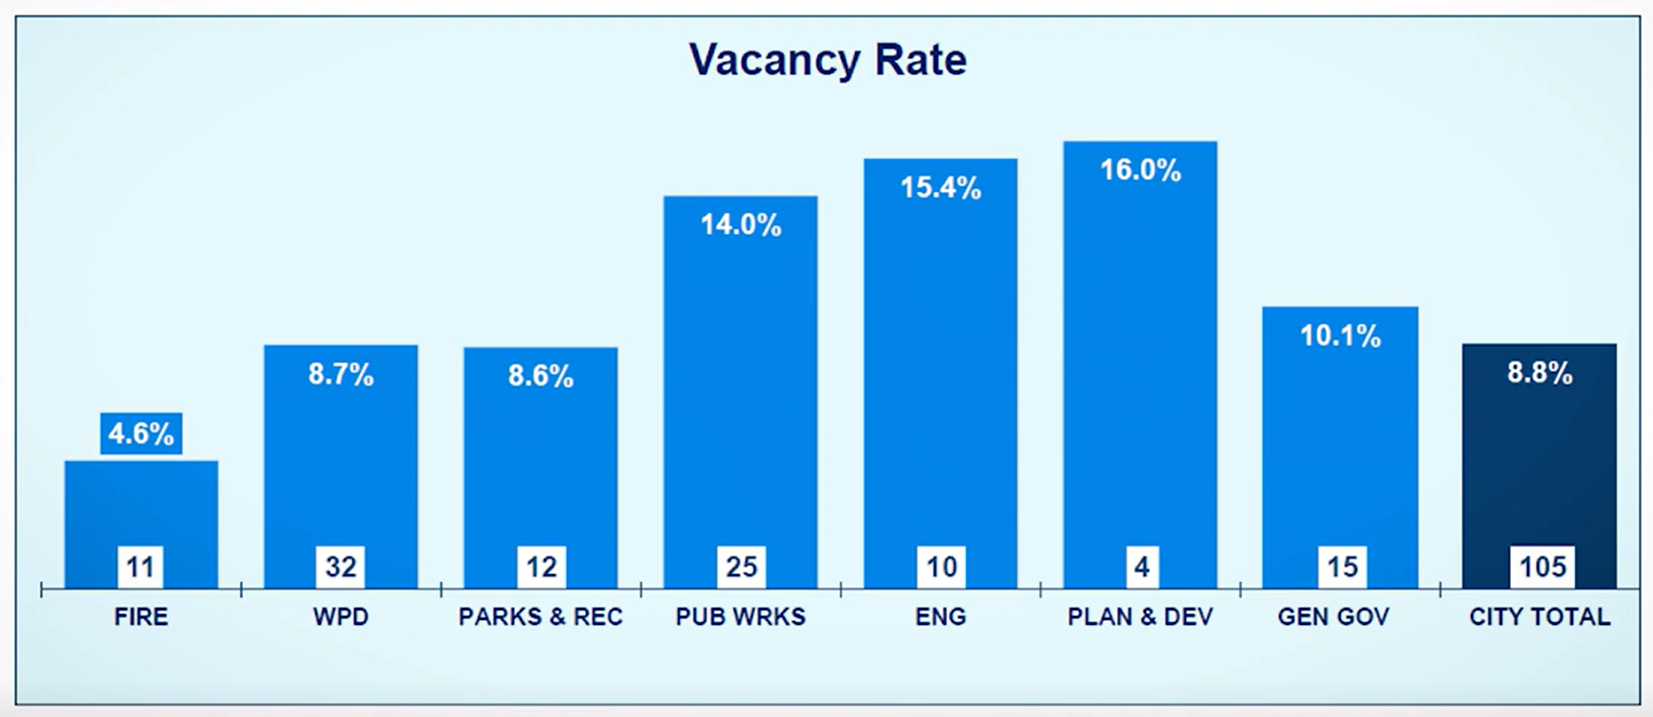 Vacancy Rate
4.6%
8.7%
8.6%
14.0%
15.4%
16.0%
10.1%
8.8%
11
32
12
25
10
4
15
105
FIRE
WPD
PARKS & REC
PUB WRKS
ENG
PLAN & DEV
GEN GOV
CITY TOTAL